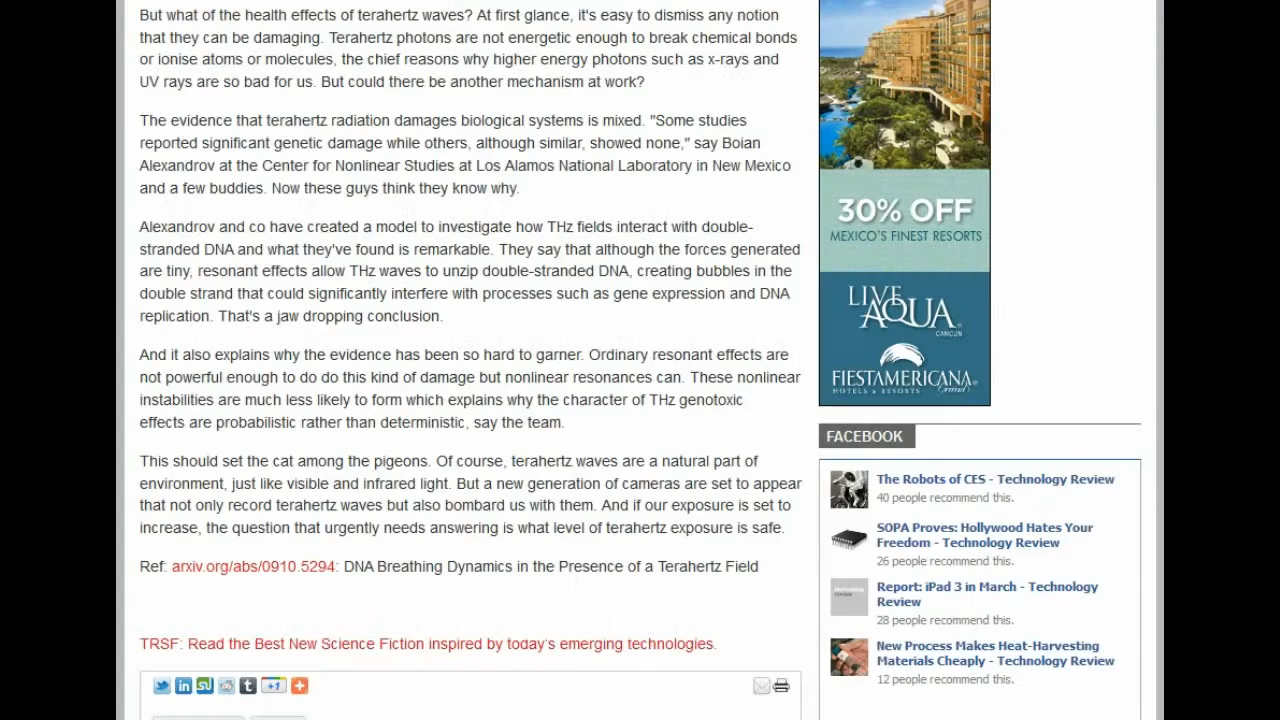 But what of the health effects of terahertz waves? At first glance, it's easy to dismiss any notion
that they can be damaging. Terahertz photons are not energetic enough to break chemical bonds
or ionise atoms or molecules, the chief reasons why higher energy photons such as x-rays and
UV rays are so bad for us. But could there be another mechanism at work?
The evidence that terahertz radiation damages biological systems is mixed. "Some studies
reported significant genetic damage while others, although similar, showed none," say Boian
Alexandrov at the Center for Nonlinear Studies at Los Alamos National Laboratory in New Mexico
and a few buddies. Now these guys think they know why.
Alexandrov and co have created a model to investigate how THz fields interact with double-
stranded DNA and what they've found is remarkable. They say that although the forces generated
are tiny, resonant effects allow THz waves to unzip double-stranded DNA, creating bubbles in the
double strand that could significantly interfere with processes such as gene expression and DNA
replication. That's a jaw dropping conclusion.
And it also explains why the evidence has been so hard to garner. Ordinary resonant effects are
not powerful enough to do do this kind of damage but nonlinear resonances can. These nonlinear
instabilities are much less likely to form which explains why the character of THz genotoxic
effects are probabilistic rather than deterministic, say the team.
This should set the cat among the pigeons. Of course, terahertz waves are a natural part of
environment, just like visible and infrared light. But a new generation of cameras are set to appear
that not only record terahertz waves but also bombard us with them. And if our exposure is set to
increase, the question that urgently needs answering is what level of terahertz exposure is safe.
Ref: arxiv.org/abs/0910.5294: DNA Breathing Dynamics in the Presence of a Terahertz Field
TRSF: Read the Best New Science Fiction inspired by today's emerging technologies.
+1
30% OFF
MEXICO'S FINEST RESORTS
LIVE
AQUA
CANCUN
FIESTAMERICANA
Grand
HOTELS & RESORTS
FACEBOOK
The Robots of CES - Technology Review
40 people recommend this.
SOPA Proves: Hollywood Hates Your
Freedom - Technology Review
26 people recommend this.
Report: iPad 3 in March - Technology
Review
28 people recommend this.
New Process Makes Heat-Harvesting
Materials Cheaply - Technology Review
12 people recommend this.